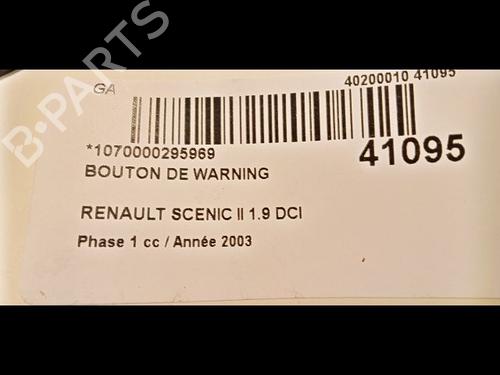 B-PARTS
GA
40200010 41095
*1070000295969
41095
BOUTON DE WARNING
RENAULT SCENIC II 1.9 DCI
Phase 1 cc / Année 2003